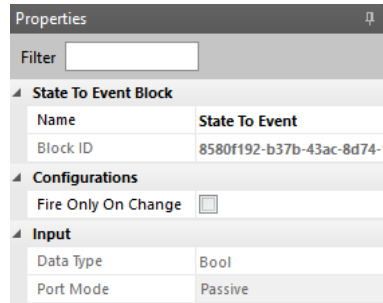 Properties
Filter
State To Event Block
Name State To Event
Block ID 8580f192-b37b-43ac-8d74-
Configurations
Fire Only On Change
Input
Data Type Bool
Port Mode Passive